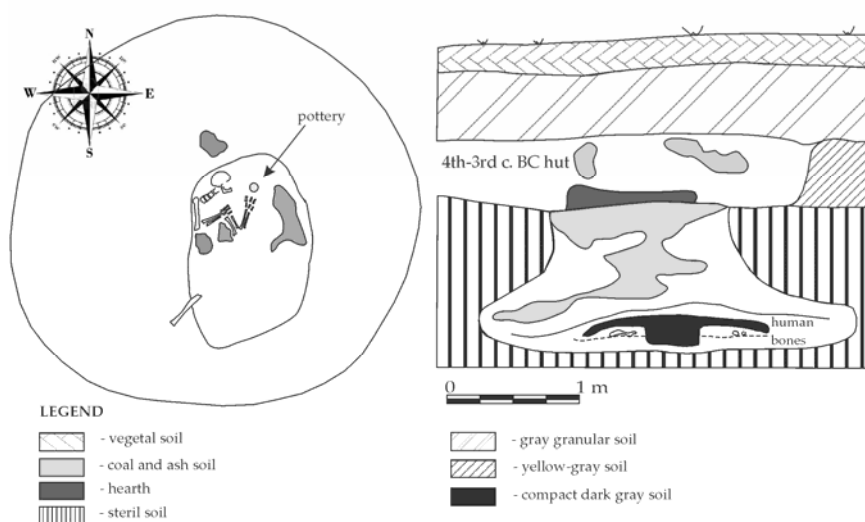 N
W
E
S
pottery
4th-3rd c. BC hut
human
bones
0
1 m
LEGEND
- vegetal soil
- coal and ash soil
- hearth
- steril soil
- gray granular soil
- yellow-gray soil
- compact dark gray soil